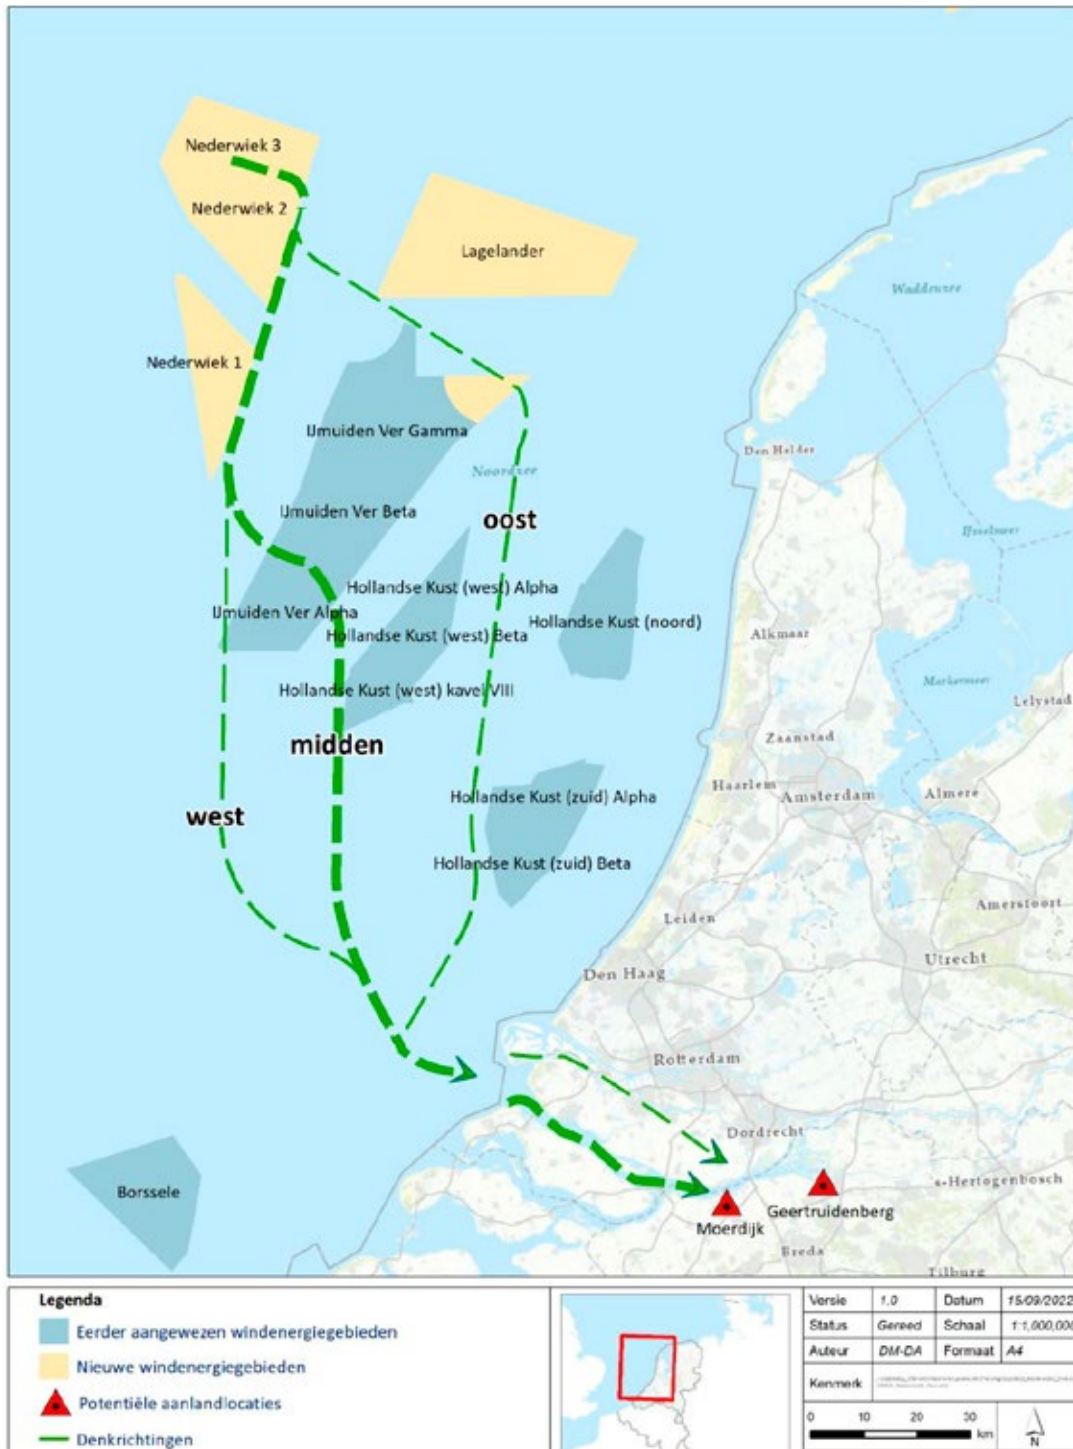 Nederwiek 3
Nederwiek 2
Lagelander
Waddenzee
Nederwiek 1
IJmuiden Ver Gamma
Den Helder
Noordzee
IJmuiden Ver Beta
oost
IJsselmeer
Hollandse Kust (west) Alpha
IJmuiden Ver Alpha
Hollandse Kust (noord)
Hollandse Kust (west) Beta
Alkmaar
Markermeer
Hollandse Kust (west) kavel VIII
Lelystad
midden
Zaanstad
Haarlem
Amsterdam
Almere
Hollandse Kust (zuid) Alpha
west
Hollandse Kust (zuid) Beta
Amersfoort
Leiden
Utrecht
Den Haag
Rotterdam
Dordrecht
Borssele
s-Hertogenbosch
Geertruidenberg
Moerdijk
Breda
Tilburg
Legenda
Eerder aangewezen windenergiegebieden
Nieuwe windenergiegebieden
Potentiële aanlandlocaties
Denkrichtingen
Versie 1.0 Datum 15/09/2022
Status Gereed Schaal 1:1,000,000
Auteur DM-DA Formaat A4
Kenmerk
0 10 20 30
km
N